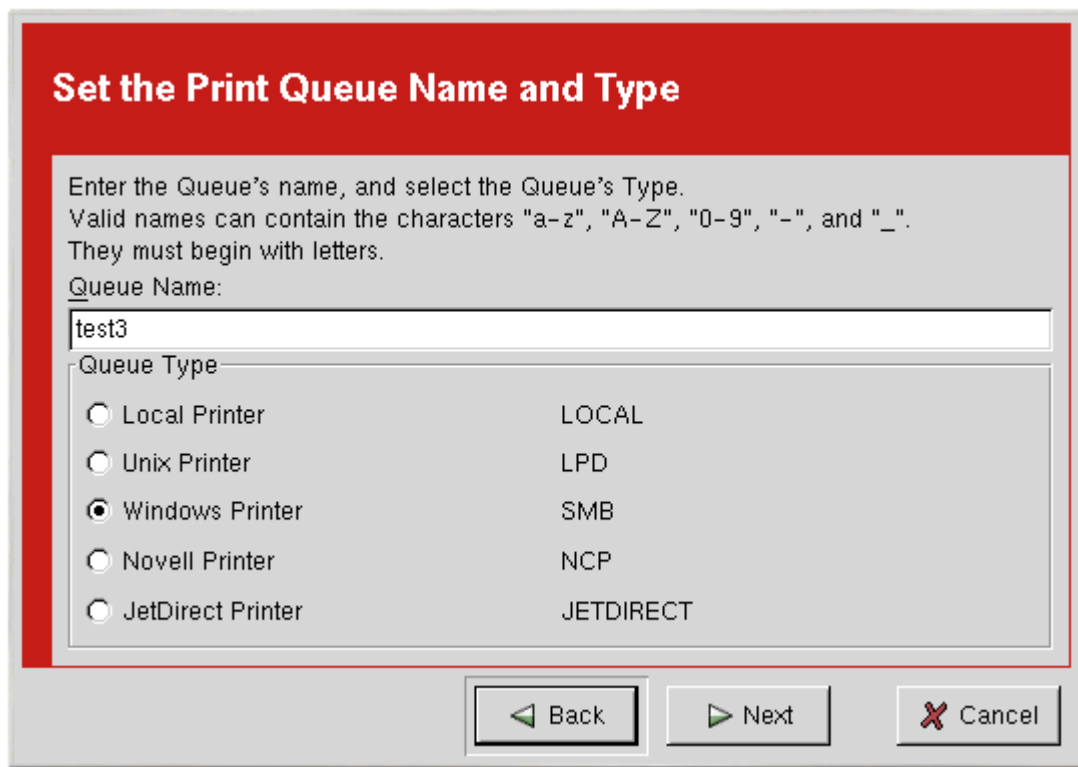 Set the Print Queue Name and Type
Enter the Queue's name, and select the Queue's Type.
Valid names can contain the characters "a-z", "A-Z", "0-9", "-", and "_".
They must begin with letters.
Queue Name:
test3
Queue Type
Local Printer LOCAL
Unix Printer LPD
Windows Printer SMB
Novell Printer NCP
JetDirect Printer JETDIRECT
Back Next Cancel